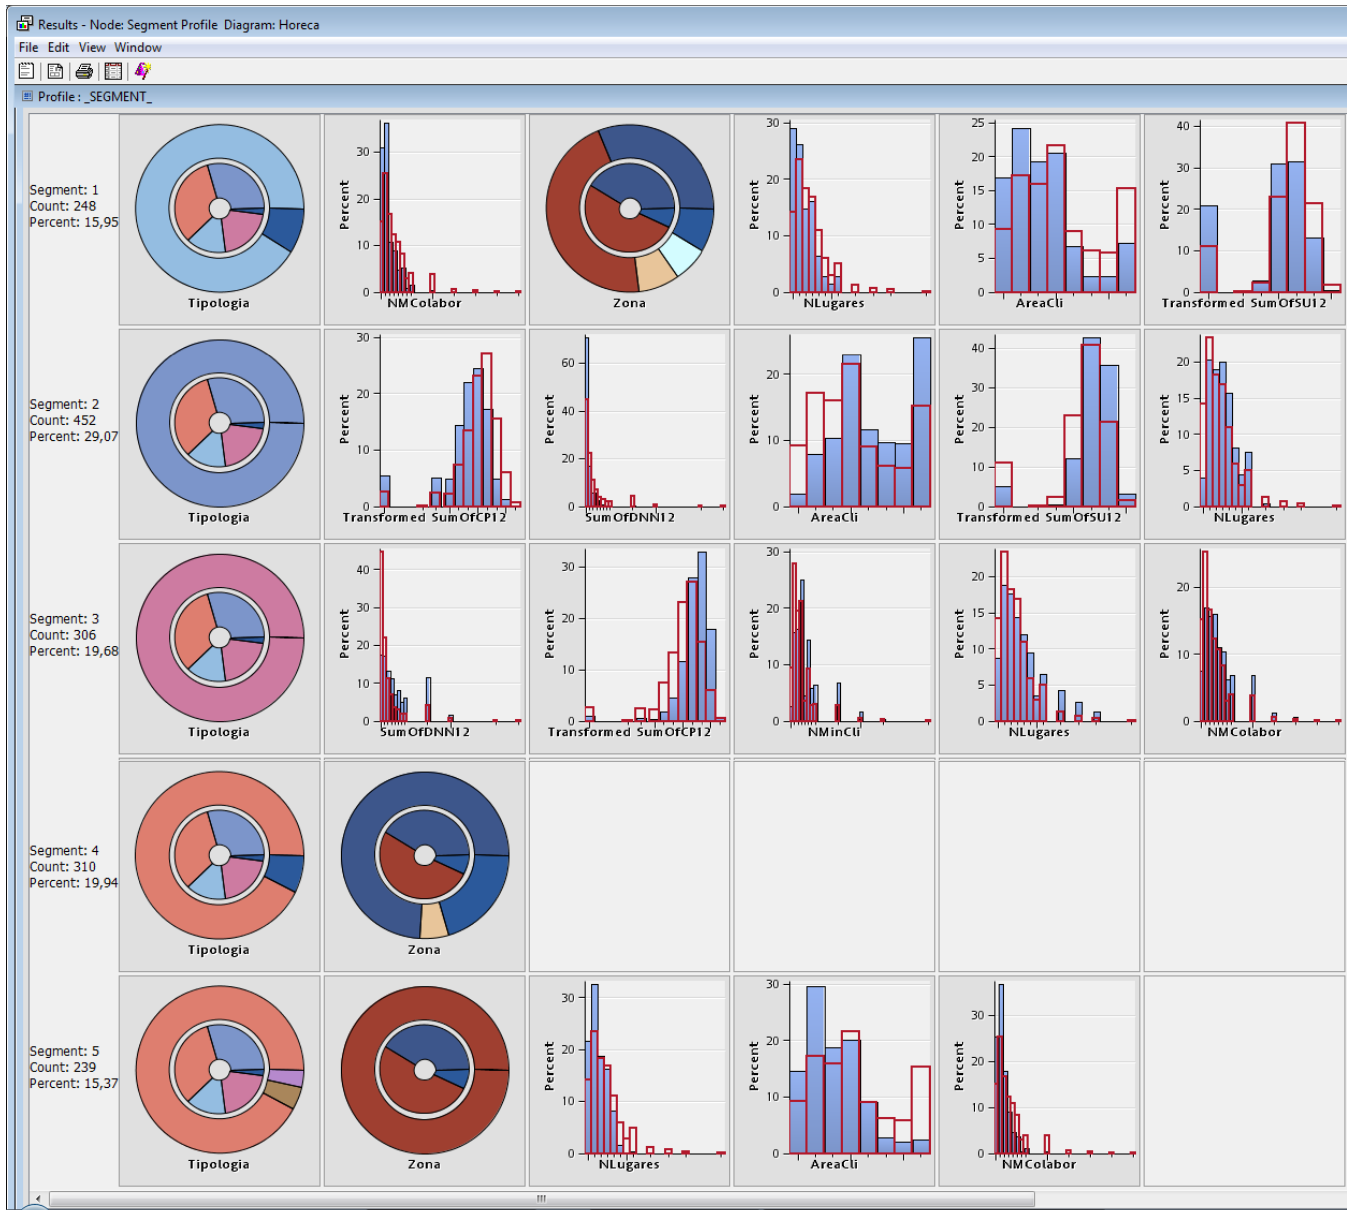 Results - Node: Segment Profile Diagram: Horeca
File Edit View Window
Profile : _SEGMENT_
Segment: 1
Count: 248
Percent: 15,95
Tipologia
Percent
30
20
10
0
NMColabor
Zona
Percent
30
20
10
0
NLugares
Percent
25
20
15
10
5
0
AreaCli
Percent
40
30
20
10
0
Transformed SumOfSU12
Segment: 2
Count: 452
Percent: 29,07
Tipologia
Percent
30
20
10
0
Transformed SumOfCP12
Percent
60
50
40
30
20
10
0
SumOfDNN12
Percent
20
10
0
AreaCli
Percent
40
30
20
10
0
Transformed SumOfSU12
Percent
20
15
10
5
0
NLugares
Segment: 3
Count: 306
Percent: 19,68
Tipologia
Percent
40
30
20
10
0
SumOfDNN12
Percent
30
20
10
0
Transformed SumOfCP12
Percent
30
20
10
0
NMinCli
Percent
20
15
10
5
0
NLugares
Percent
20
10
0
NMColabor
Segment: 4
Count: 310
Percent: 19,94
Tipologia
Zona
Segment: 5
Count: 239
Percent: 15,37
Tipologia
Zona
Percent
30
20
10
0
NLugares
Percent
30
20
10
0
AreaCli
Percent
30
20
10
0
NMColabor